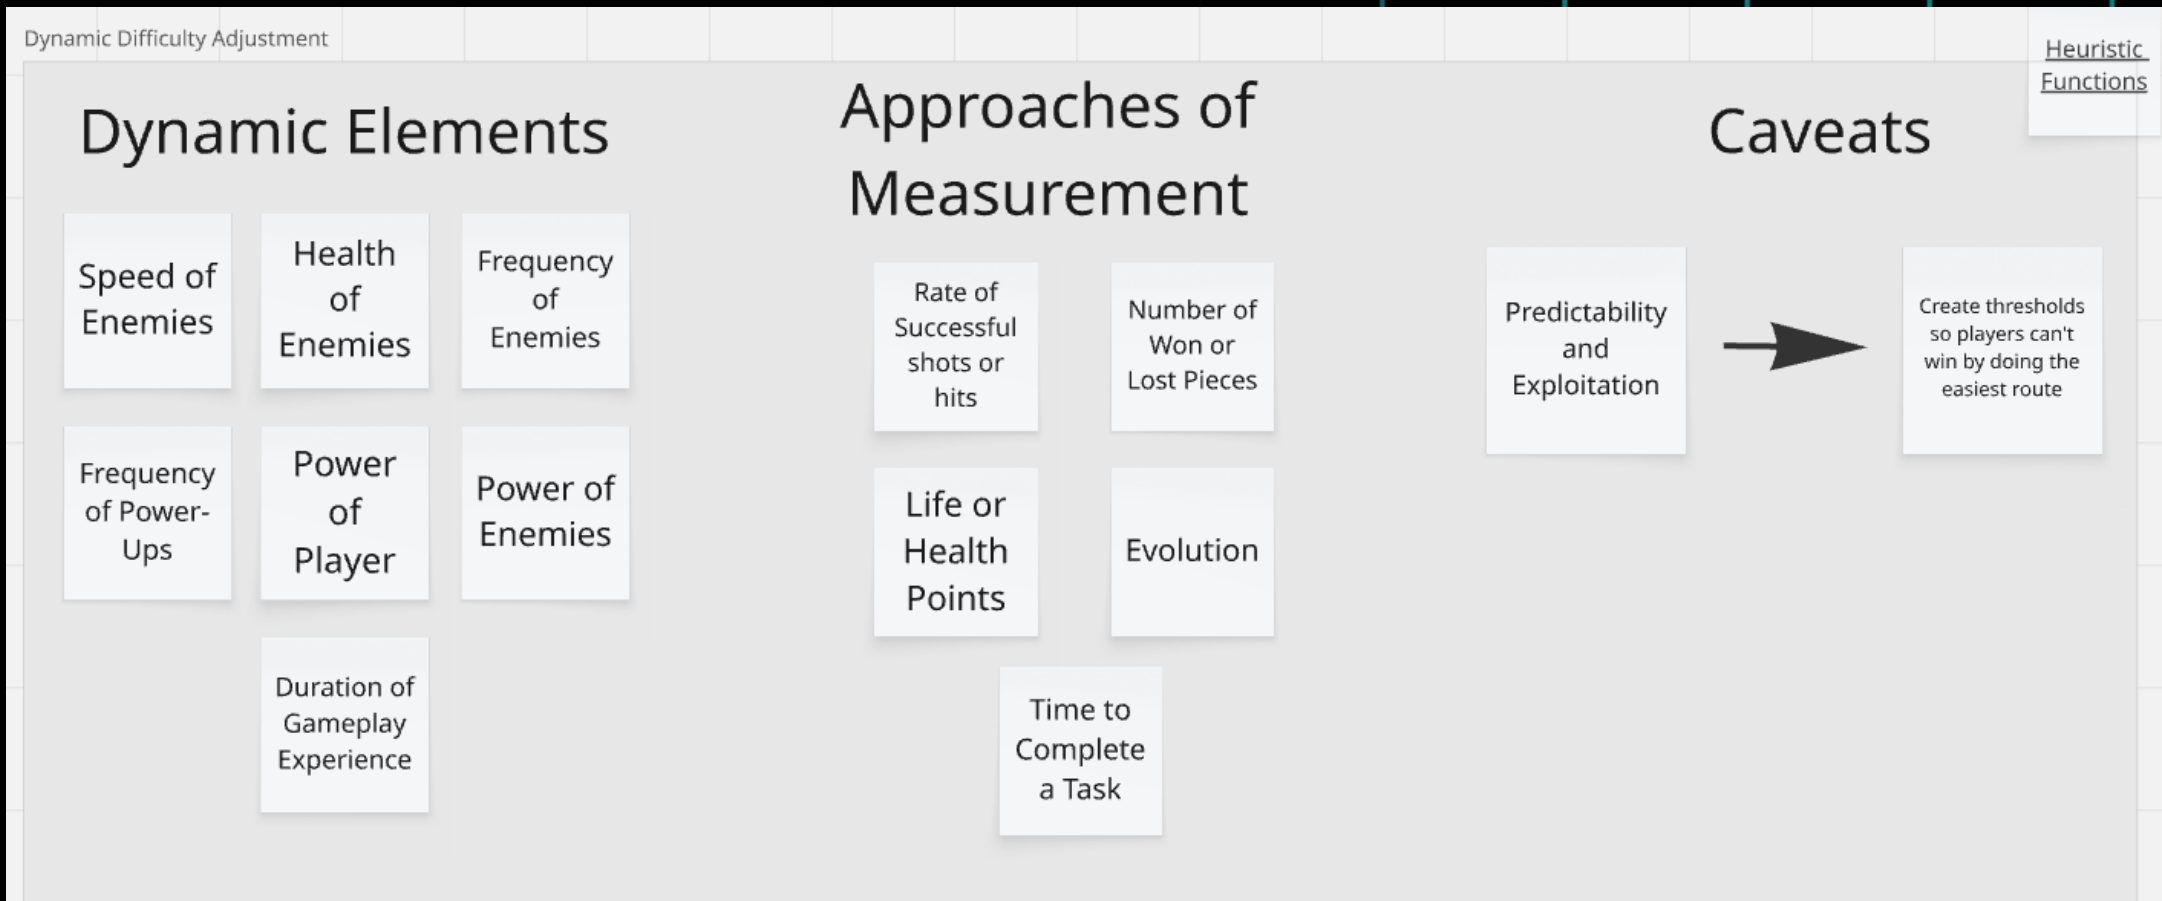 Dynamic Difficulty Adjustment
Heuristic
Functions
Dynamic Elements
Speed of
Enemies
Health
of
Enemies
Frequency
of
Enemies
Frequency
of Power-
Ups
Power
of
Player
Power of
Enemies
Duration of
Gameplay
Experience
Approaches of
Measurement
Rate of
Successful
shots or
hits
Number of
Won or
Lost Pieces
Life or
Health
Points
Evolution
Time to
Complete
a Task
Caveats
Predictability
and
Exploitation
Create thresholds
so players can't
win by doing the
easiest route